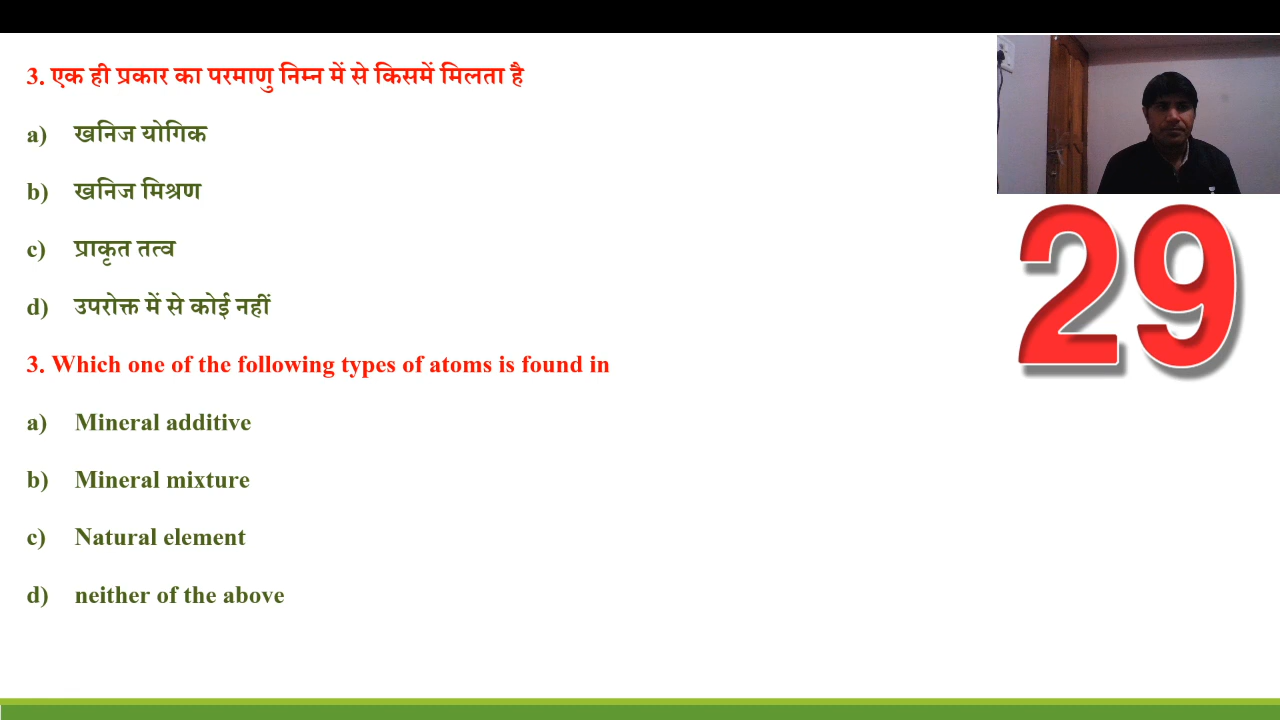 3. एक ही प्रकार का परमाणु निम्न में से किसमें मिलता है
a) खनिज योगिक
b) खनिज मिश्रण
c) प्राकृत तत्व
d) उपरोक्त में से कोई नहीं
3. Which one of the following types of atoms is found in
a) Mineral additive
b) Mineral mixture
c) Natural element
d) neither of the above
29